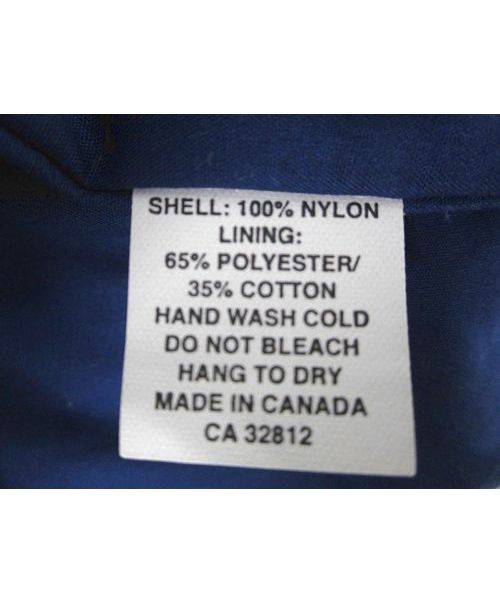 SHELL: 100% NYLON
LINING:
65% POLYESTER/
35% COTTON
HAND WASH COLD
DO NOT BLEACH
HANG TO DRY
MADE IN CANADA
CA 32812